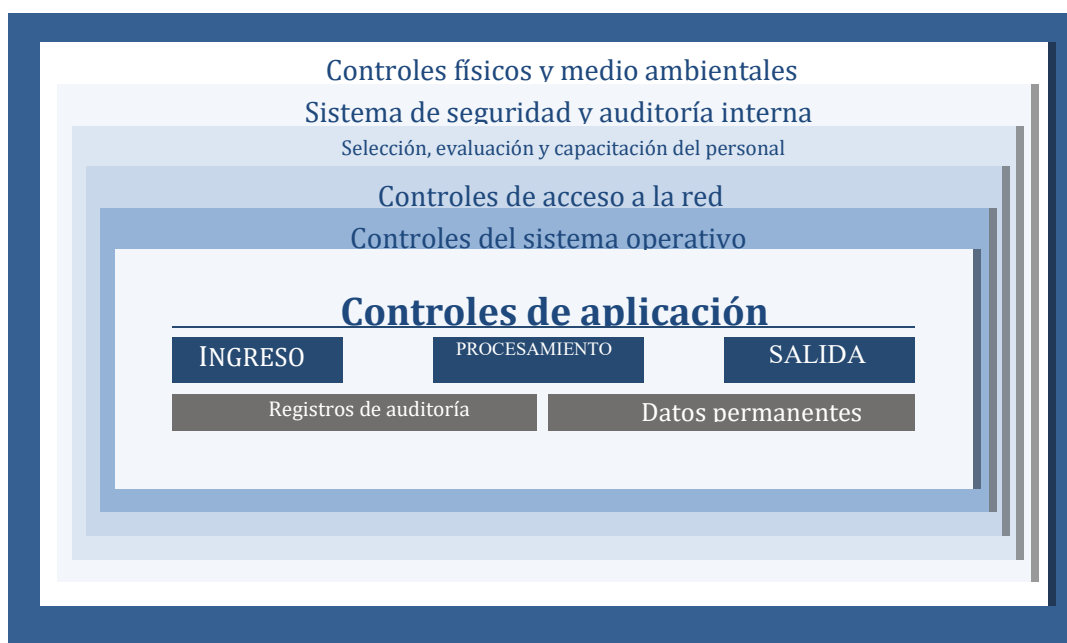 Controles físicos y medio ambientales
Sistema de seguridad y auditoría interna
Selección, evaluación y capacitación del personal
Controles de acceso a la red
Controles del sistema operativo
Controles de aplicación
INGRESO
PROCESAMIENTO
SALIDA
Registros de auditoría
Datos permanentes